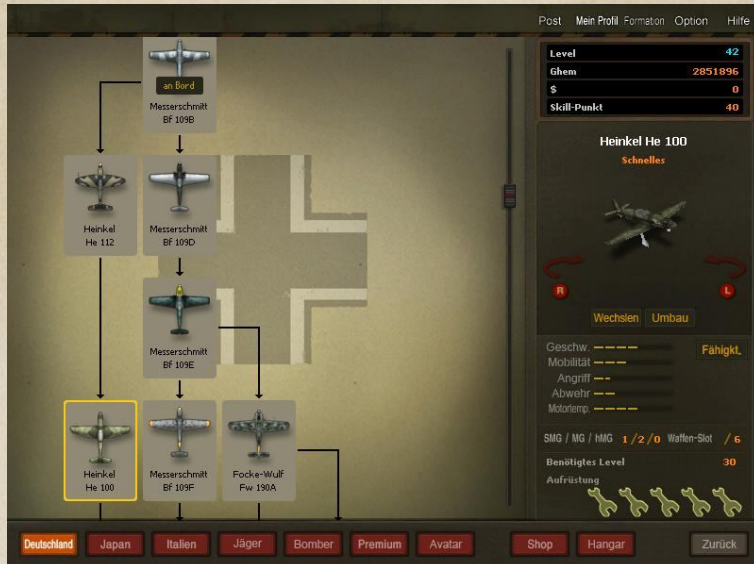 Post Mein Profil Formation Option Hilfe
Level 42
Ghem 2851896
$ 0
Skill-Punkt 40
an Bord
Messerschmitt
Bf 109B
Heinkel
He 112
Messerschmitt
Bf 109D
Messerschmitt
Bf 109E
Heinkel
He 100
Messerschmitt
Bf 109F
Focke-Wulf
Fw 190A
Heinkel He 100
Schnelles
R L
Wechslen Umbau
Geschw.
Fähigkt.
Mobilität
Angriff
Abwehr
Motortemp.
SMG / MG / hMG 1 / 2 / 0 Waffen-Slot / 6
Benötigtes Level 30
Aufrüstung
Deutschland Japan Italien Jäger Bomber Premium Avatar Shop Hangar Zurück